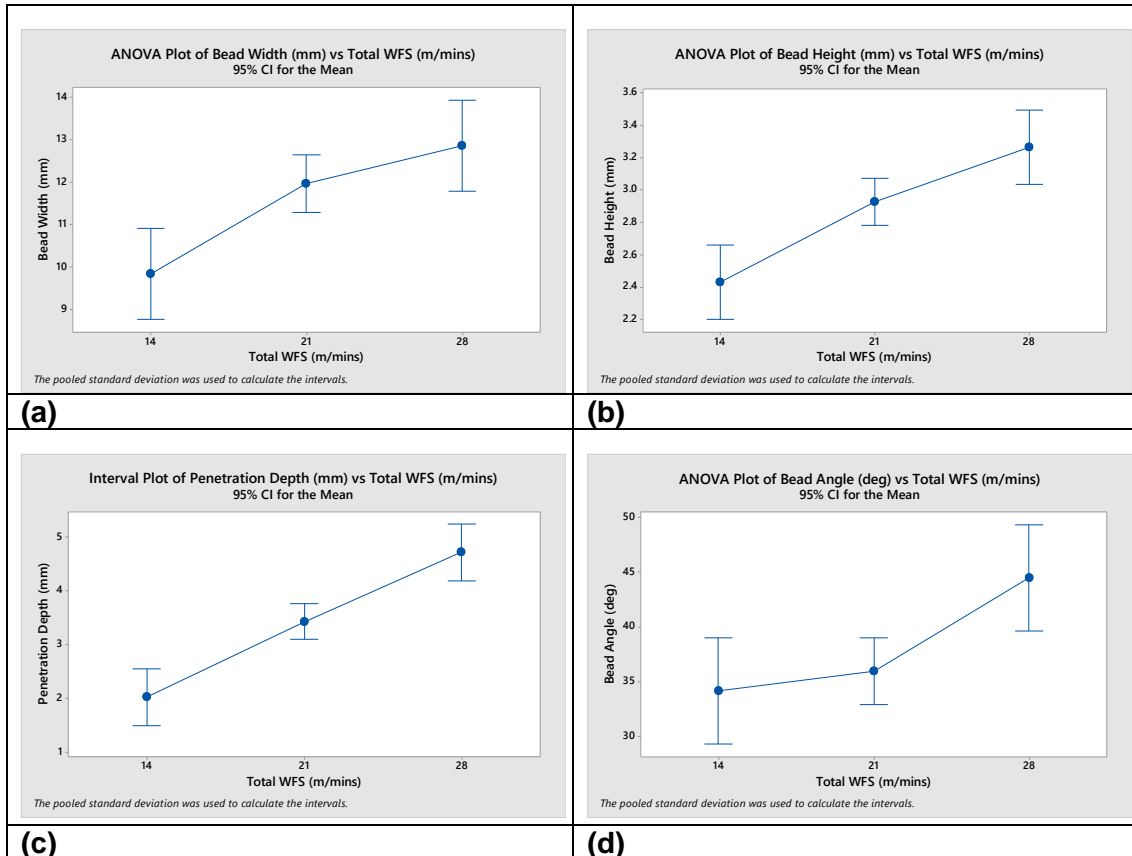 ANOVA Plot of Bead Width (mm) vs Total WFS (m/mins)
95% CI for the Mean
14
13
12
11
10
9
Bead Width (mm)
14 21 28
Total WFS (m/mins)
The pooled standard deviation was used to calculate the intervals.
(a)
ANOVA Plot of Bead Height (mm) vs Total WFS (m/mins)
95% CI for the Mean
3.6
3.4
3.2
3.0
2.8
2.6
2.4
2.2
Bead Height (mm)
14 21 28
Total WFS (m/mins)
The pooled standard deviation was used to calculate the intervals.
(b)
Interval Plot of Penetration Depth (mm) vs Total WFS (m/mins)
95% CI for the Mean
5
4
3
2
1
Penetration Depth (mm)
14 21 28
Total WFS (m/mins)
The pooled standard deviation was used to calculate the intervals.
(c)
ANOVA Plot of Bead Angle (deg) vs Total WFS (m/mins)
95% CI for the Mean
50
45
40
35
30
Bead Angle (deg)
14 21 28
Total WFS (m/mins)
The pooled standard deviation was used to calculate the intervals.
(d)